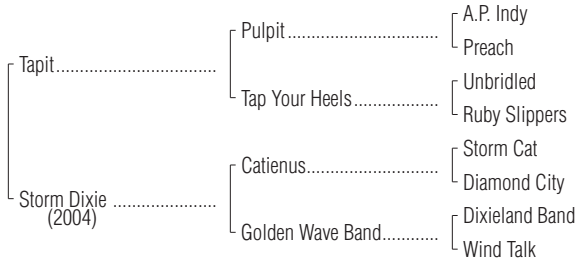 A.P. Indy
Pulpit
Preach
Tapit
Unbridled
Tap Your Heels
Ruby Slippers
Storm Cat
Catienus
Diamond City
Storm Dixie
(2004)
Dixieland Band
Golden Wave Band
Wind Talk